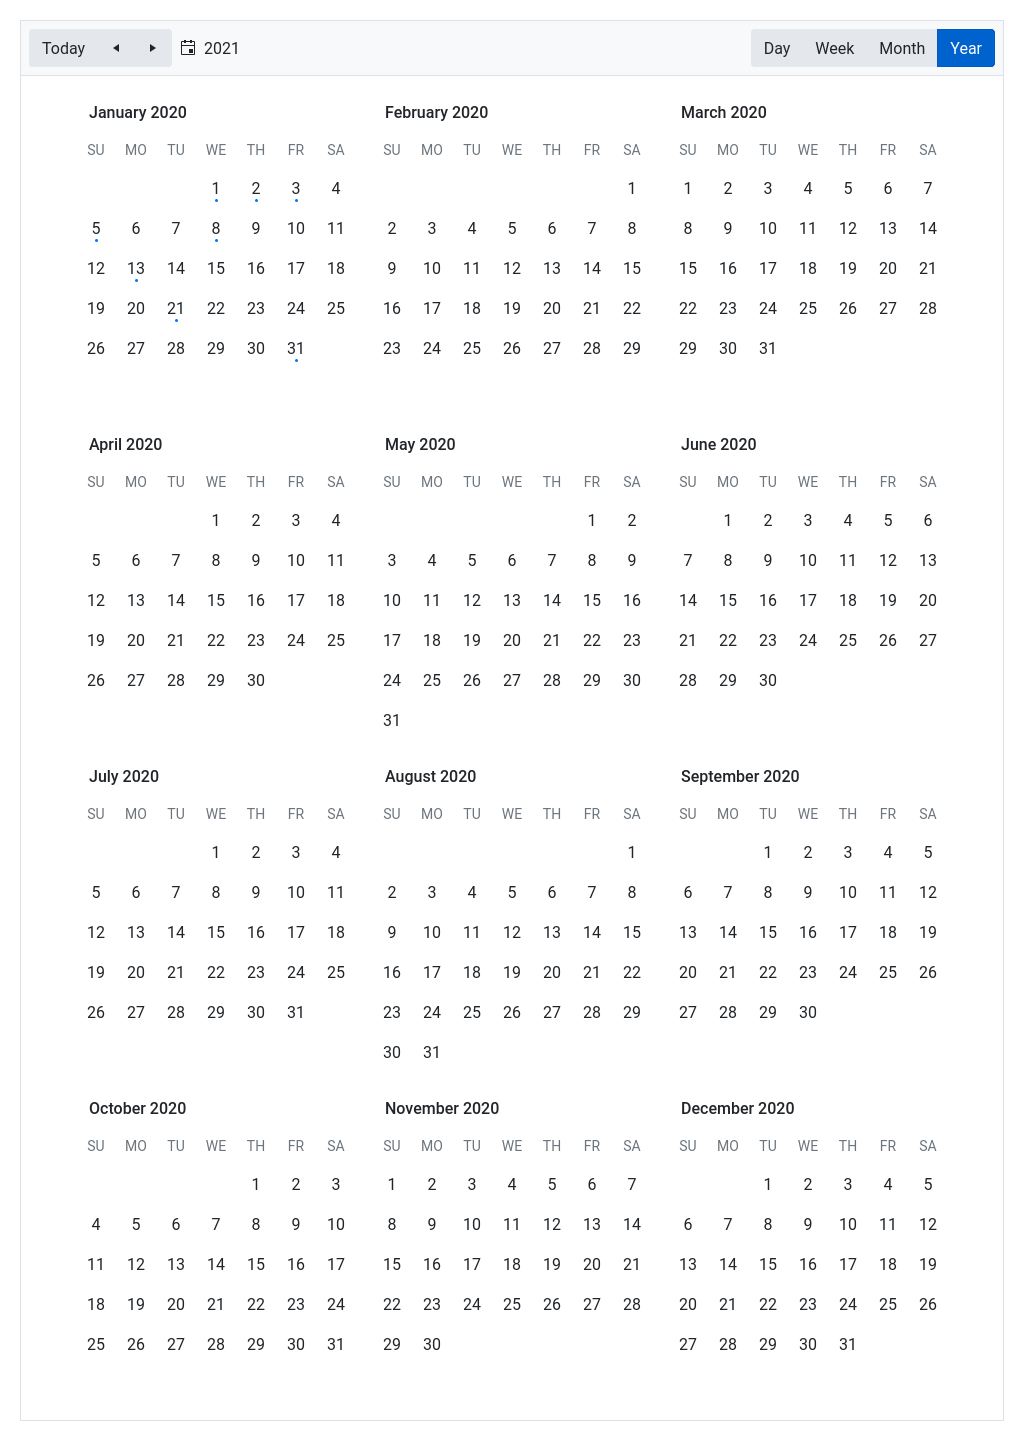 Today 2021 Day Week Month Year
January 2020 February 2020 March 2020
SU MO TU WE TH FR SA SU MO TU WE TH FR SA SU MO TU WE TH FR SA
1 2 3 4 1 1 2 3 4 5 6 7
5 6 7 8 9 10 11 2 3 4 5 6 7 8 8 9 10 11 12 13 14
12 13 14 15 16 17 18 9 10 11 12 13 14 15 15 16 17 18 19 20 21
19 20 21 22 23 24 25 16 17 18 19 20 21 22 22 23 24 25 26 27 28
26 27 28 29 30 31 23 24 25 26 27 28 29 29 30 31
April 2020 May 2020 June 2020
SU MO TU WE TH FR SA SU MO TU WE TH FR SA SU MO TU WE TH FR SA
1 2 3 4 1 2 1 2 3 4 5 6
5 6 7 8 9 10 11 3 4 5 6 7 8 9 7 8 9 10 11 12 13
12 13 14 15 16 17 18 10 11 12 13 14 15 16 14 15 16 17 18 19 20
19 20 21 22 23 24 25 17 18 19 20 21 22 23 21 22 23 24 25 26 27
26 27 28 29 30 24 25 26 27 28 29 30 28 29 30
31
July 2020 August 2020 September 2020
SU MO TU WE TH FR SA SU MO TU WE TH FR SA SU MO TU WE TH FR SA
1 2 3 4 1 1 2 3 4 5
5 6 7 8 9 10 11 2 3 4 5 6 7 8 6 7 8 9 10 11 12
12 13 14 15 16 17 18 9 10 11 12 13 14 15 13 14 15 16 17 18 19
19 20 21 22 23 24 25 16 17 18 19 20 21 22 20 21 22 23 24 25 26
26 27 28 29 30 31 23 24 25 26 27 28 29 27 28 29 30
30 31
October 2020 November 2020 December 2020
SU MO TU WE TH FR SA SU MO TU WE TH FR SA SU MO TU WE TH FR SA
1 2 3 1 2 3 4 5 6 7 1 2 3 4 5
4 5 6 7 8 9 10 8 9 10 11 12 13 14 6 7 8 9 10 11 12
11 12 13 14 15 16 17 15 16 17 18 19 20 21 13 14 15 16 17 18 19
18 19 20 21 22 23 24 22 23 24 25 26 27 28 20 21 22 23 24 25 26
25 26 27 28 29 30 31 29 30 27 28 29 30 31